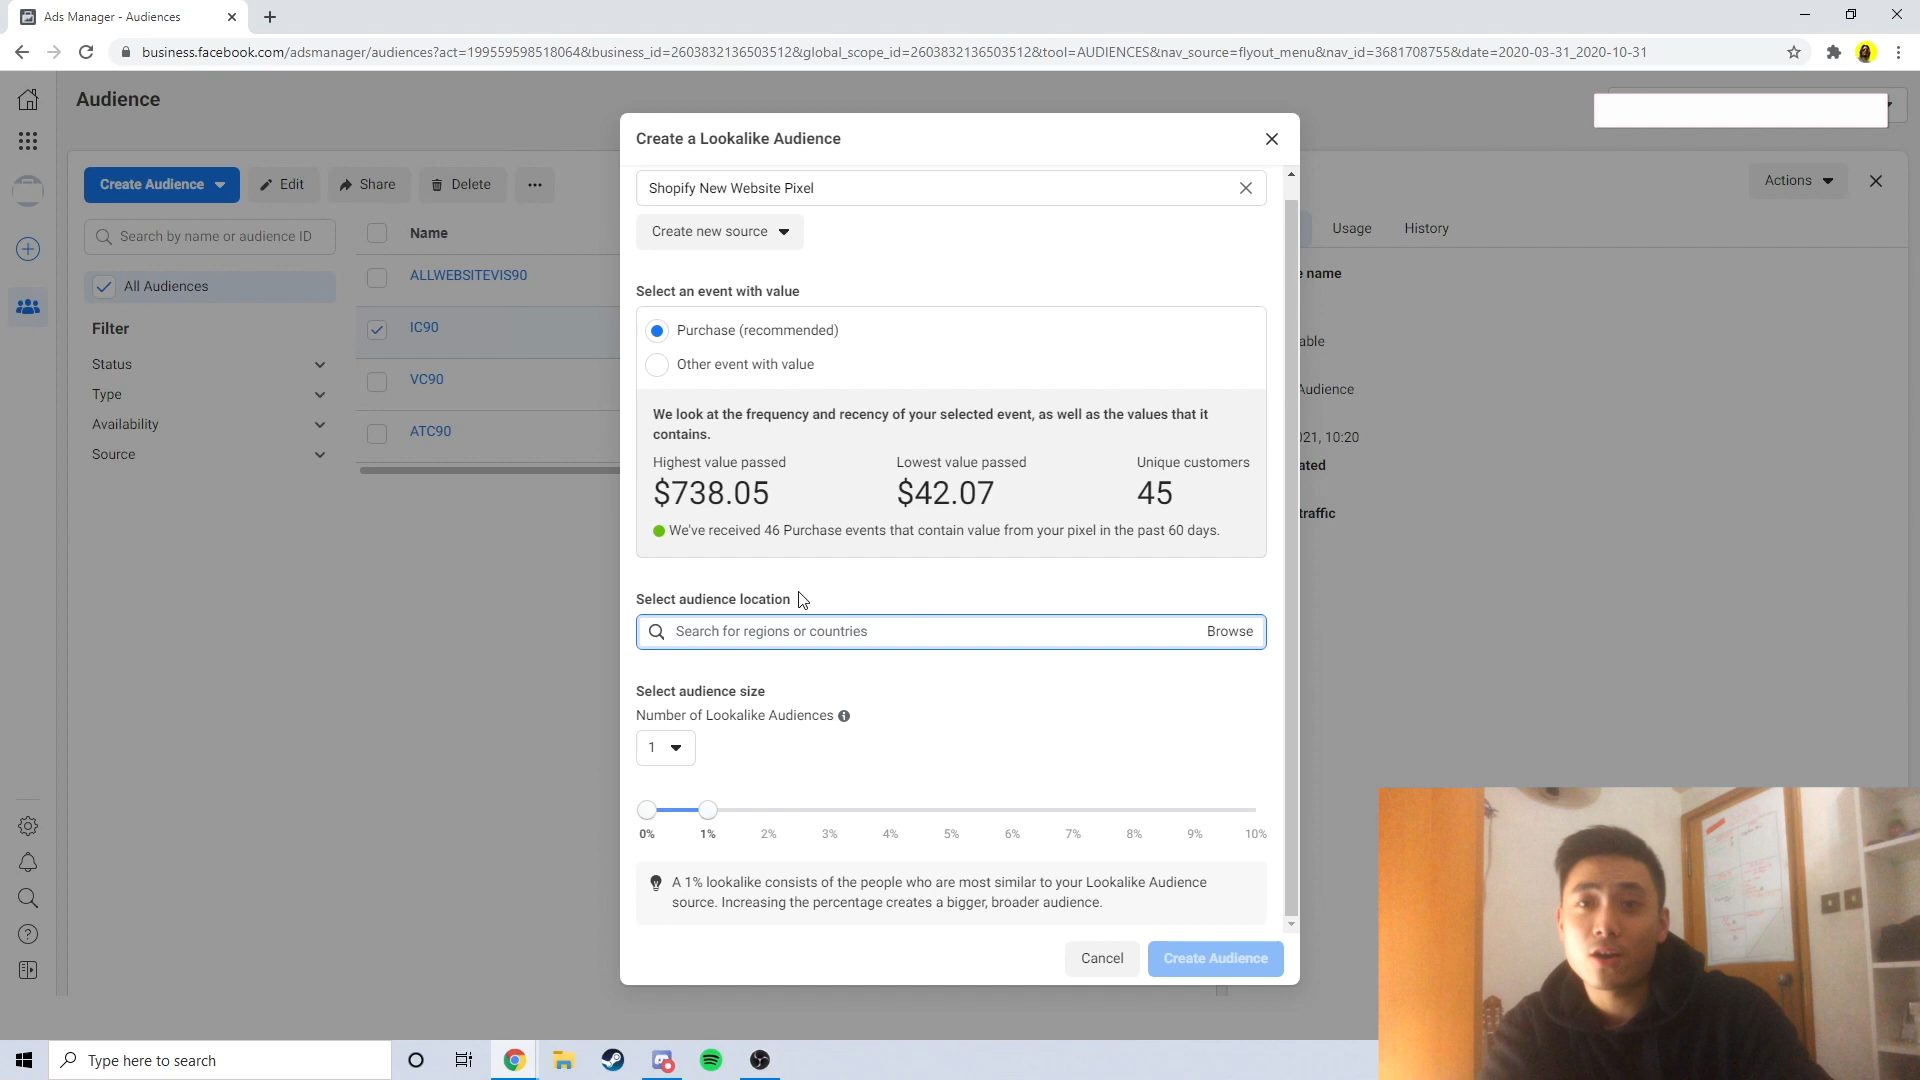 Ads Manager - Audiences
business.facebook.com/adsmanager/audiences?act=199559598518064&business_id=2603832136503512&global_scope_id=2603832136503512&tool=AUDIENCES&nav_source=flyout_menu&nav_id=3681708755&date=2020-03-31_2020-10-31
Audience
Create Audience
Edit
Share
Delete
Search by name or audience ID
All Audiences
Filter
Status
Type
Availability
Source
Name
ALLWEBSITEVIS90
IC90
VC90
ATC90
Create a Lookalike Audience
Shopify New Website Pixel
Create new source
Select an event with value
Purchase (recommended)
Other event with value
We look at the frequency and recency of your selected event, as well as the values that it
contains.
Highest value passed Lowest value passed Unique customers
$738.05 $42.07 45
We've received 46 Purchase events that contain value from your pixel in the past 60 days.
Select audience location
Search for regions or countries Browse
Select audience size
Number of Lookalike Audiences
1
0% 1% 2% 3% 4% 5% 6% 7% 8% 9% 10%
A 1% lookalike consists of the people who are most similar to your Lookalike Audience
source. Increasing the percentage creates a bigger, broader audience.
Cancel Create Audience
Actions
Usage History
e name
able
Audience
21, 10:20
ated
traffic
Type here to search